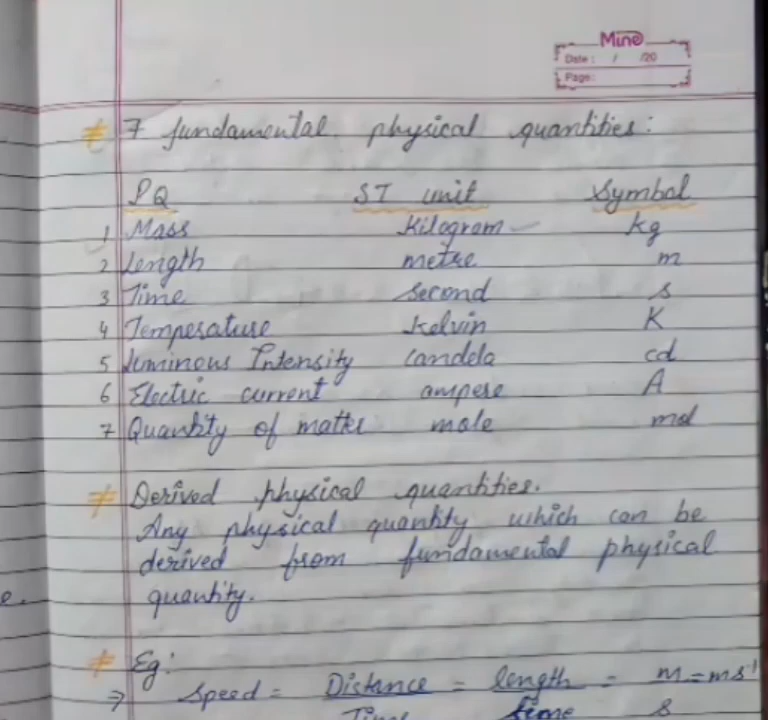 Mine
Date : / /20
Page:
7 fundamental physical quantities:
PQ SI unit Symbol
1 Mass Kilogram kg
2 Length metre m
3 Time second s
4 Temperature Kelvin K
5 Luminous Intensity candela cd
6 Electric current ampere A
7 Quantity of matter mole mol
Derived physical quantities.
Any physical quantity which can be
derived from fundamental physical
e.
quantity.
Eg:
→ Speed = Distance = length = m = ms⁻¹
Time time s